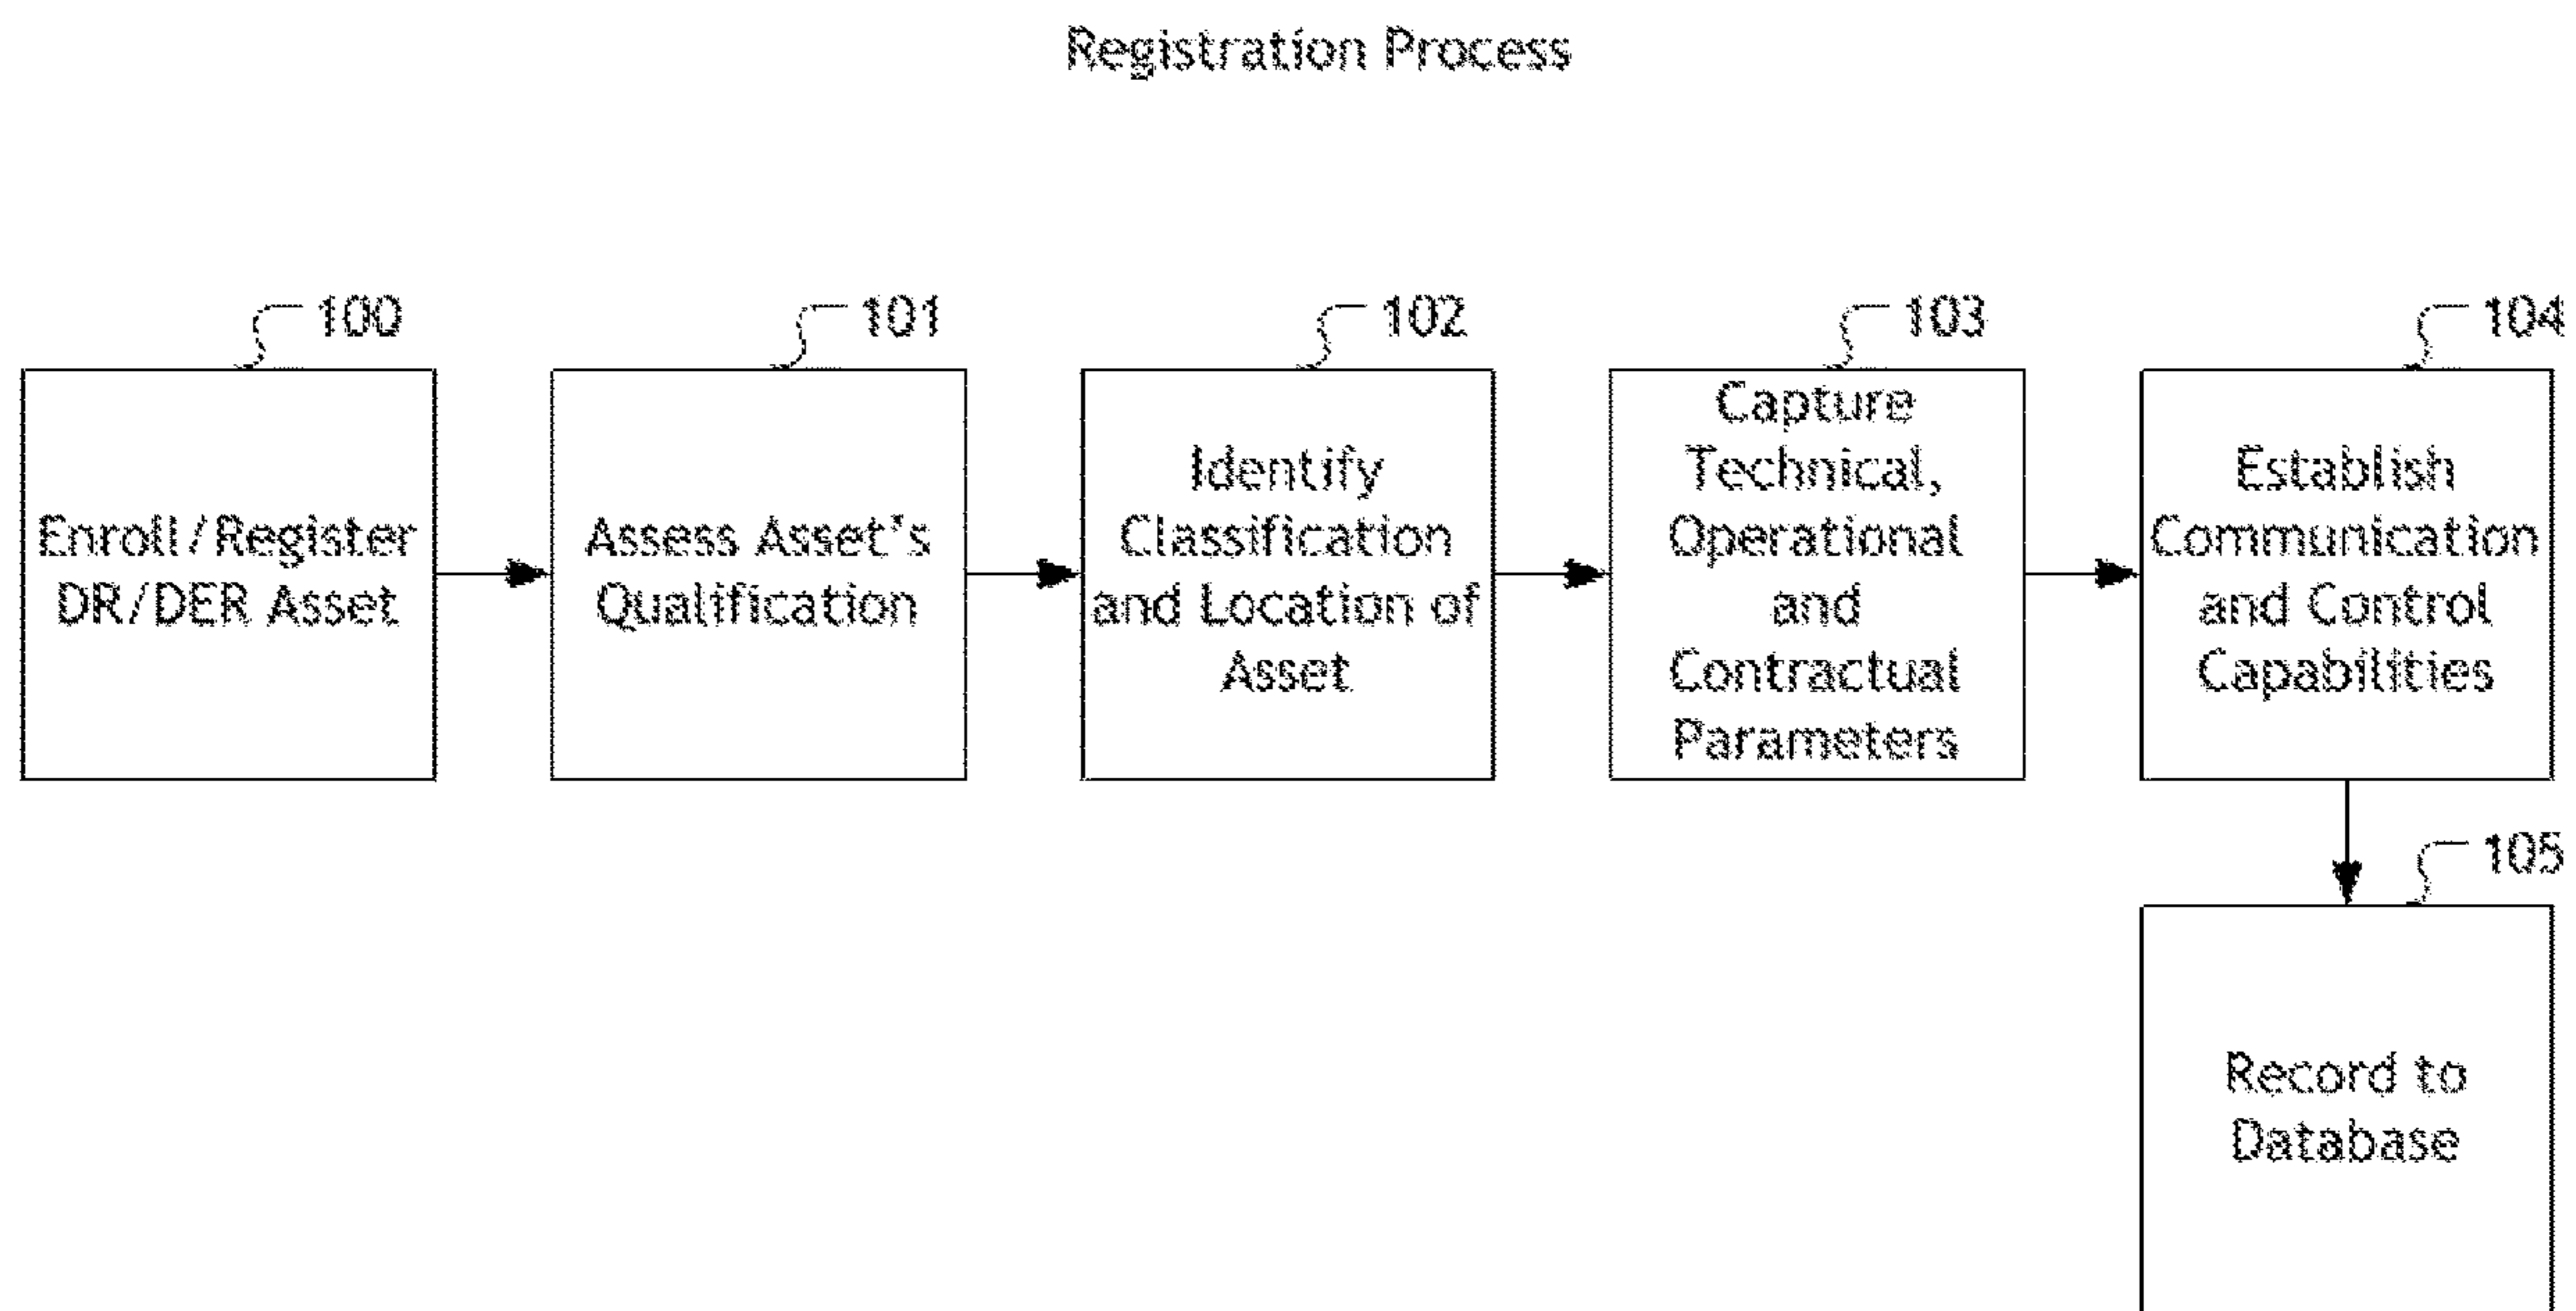 Registration Process
100
101
102
103
104
Enroll/Register
DR/DER Asset
Assess Asset's
Qualification
Identify
Classification
and Location of
Asset
Capture
Technical,
Operational
and
Contractual
Parameters
Establish
Communication
and Control
Capabilities
105
Record to
Database